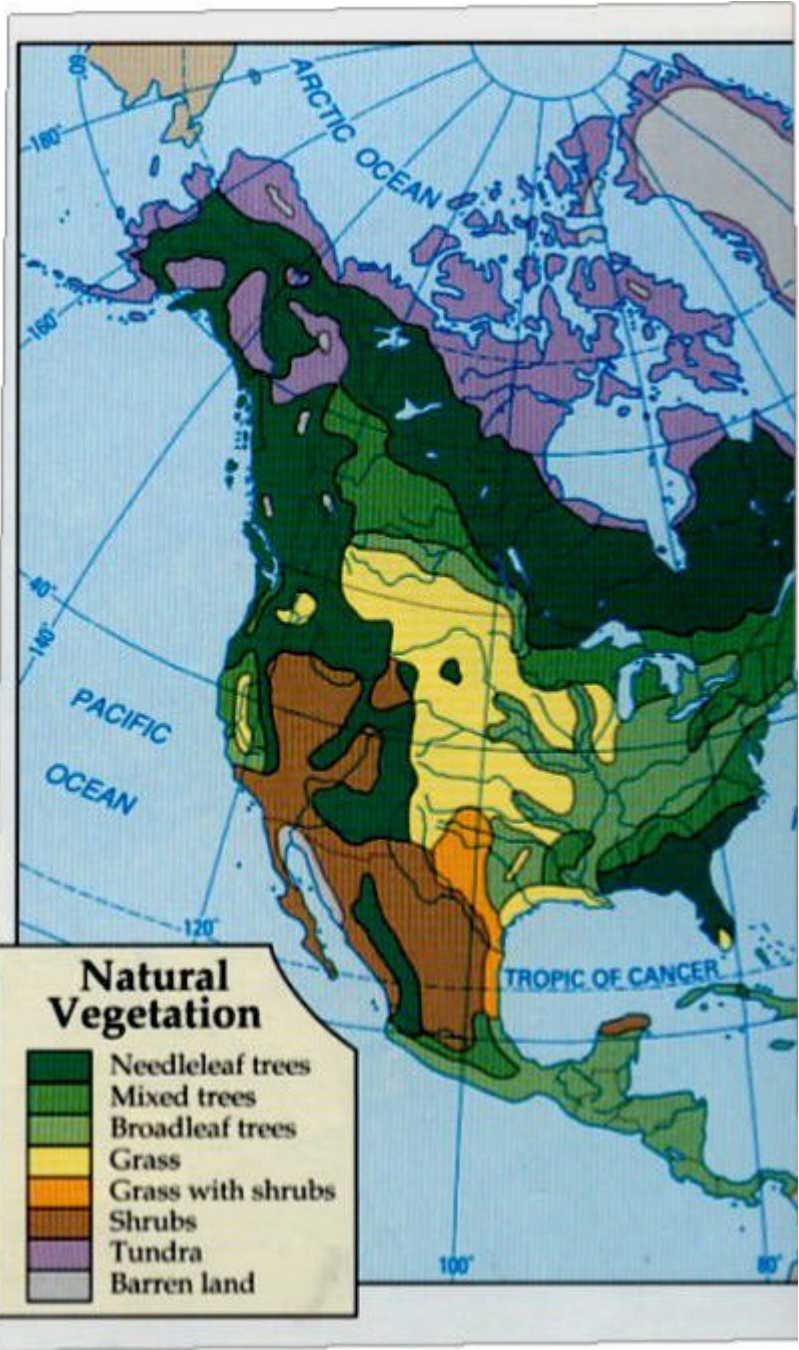 60°
ARCTIC OCEAN
180°
160°
40°
140°
PACIFIC
OCEAN
120°
TROPIC OF CANCER
Natural
Vegetation
Needleleaf trees
Mixed trees
Broadleaf trees
Grass
Grass with shrubs
Shrubs
Tundra
Barren land
100°
80°